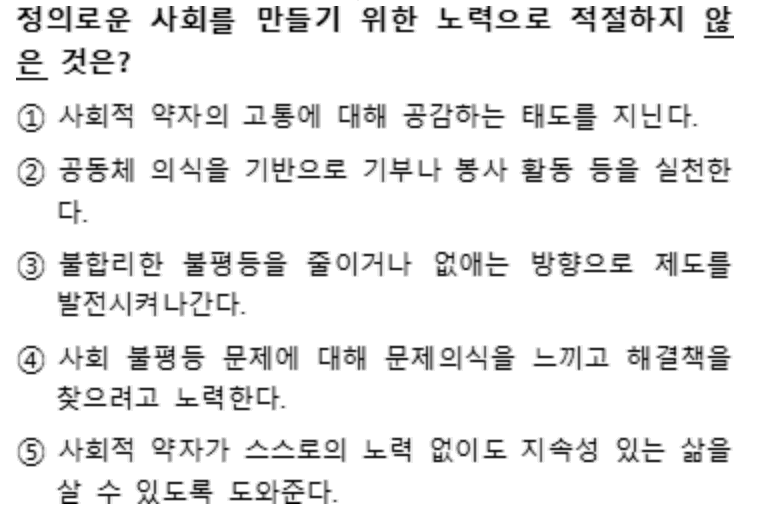 정의로운 사회를 만들기 위한 노력으로 적절하지 않
은 것은?
① 사회적 약자의 고통에 대해 공감하는 태도를 지닌다.
② 공동체 의식을 기반으로 기부나 봉사 활동 등을 실천한
다.
③ 불합리한 불평등을 줄이거나 없애는 방향으로 제도를
발전시켜나간다.
④ 사회 불평등 문제에 대해 문제의식을 느끼고 해결책을
찾으려고 노력한다.
⑤ 사회적 약자가 스스로의 노력 없이도 지속성 있는 삶을
살 수 있도록 도와준다.